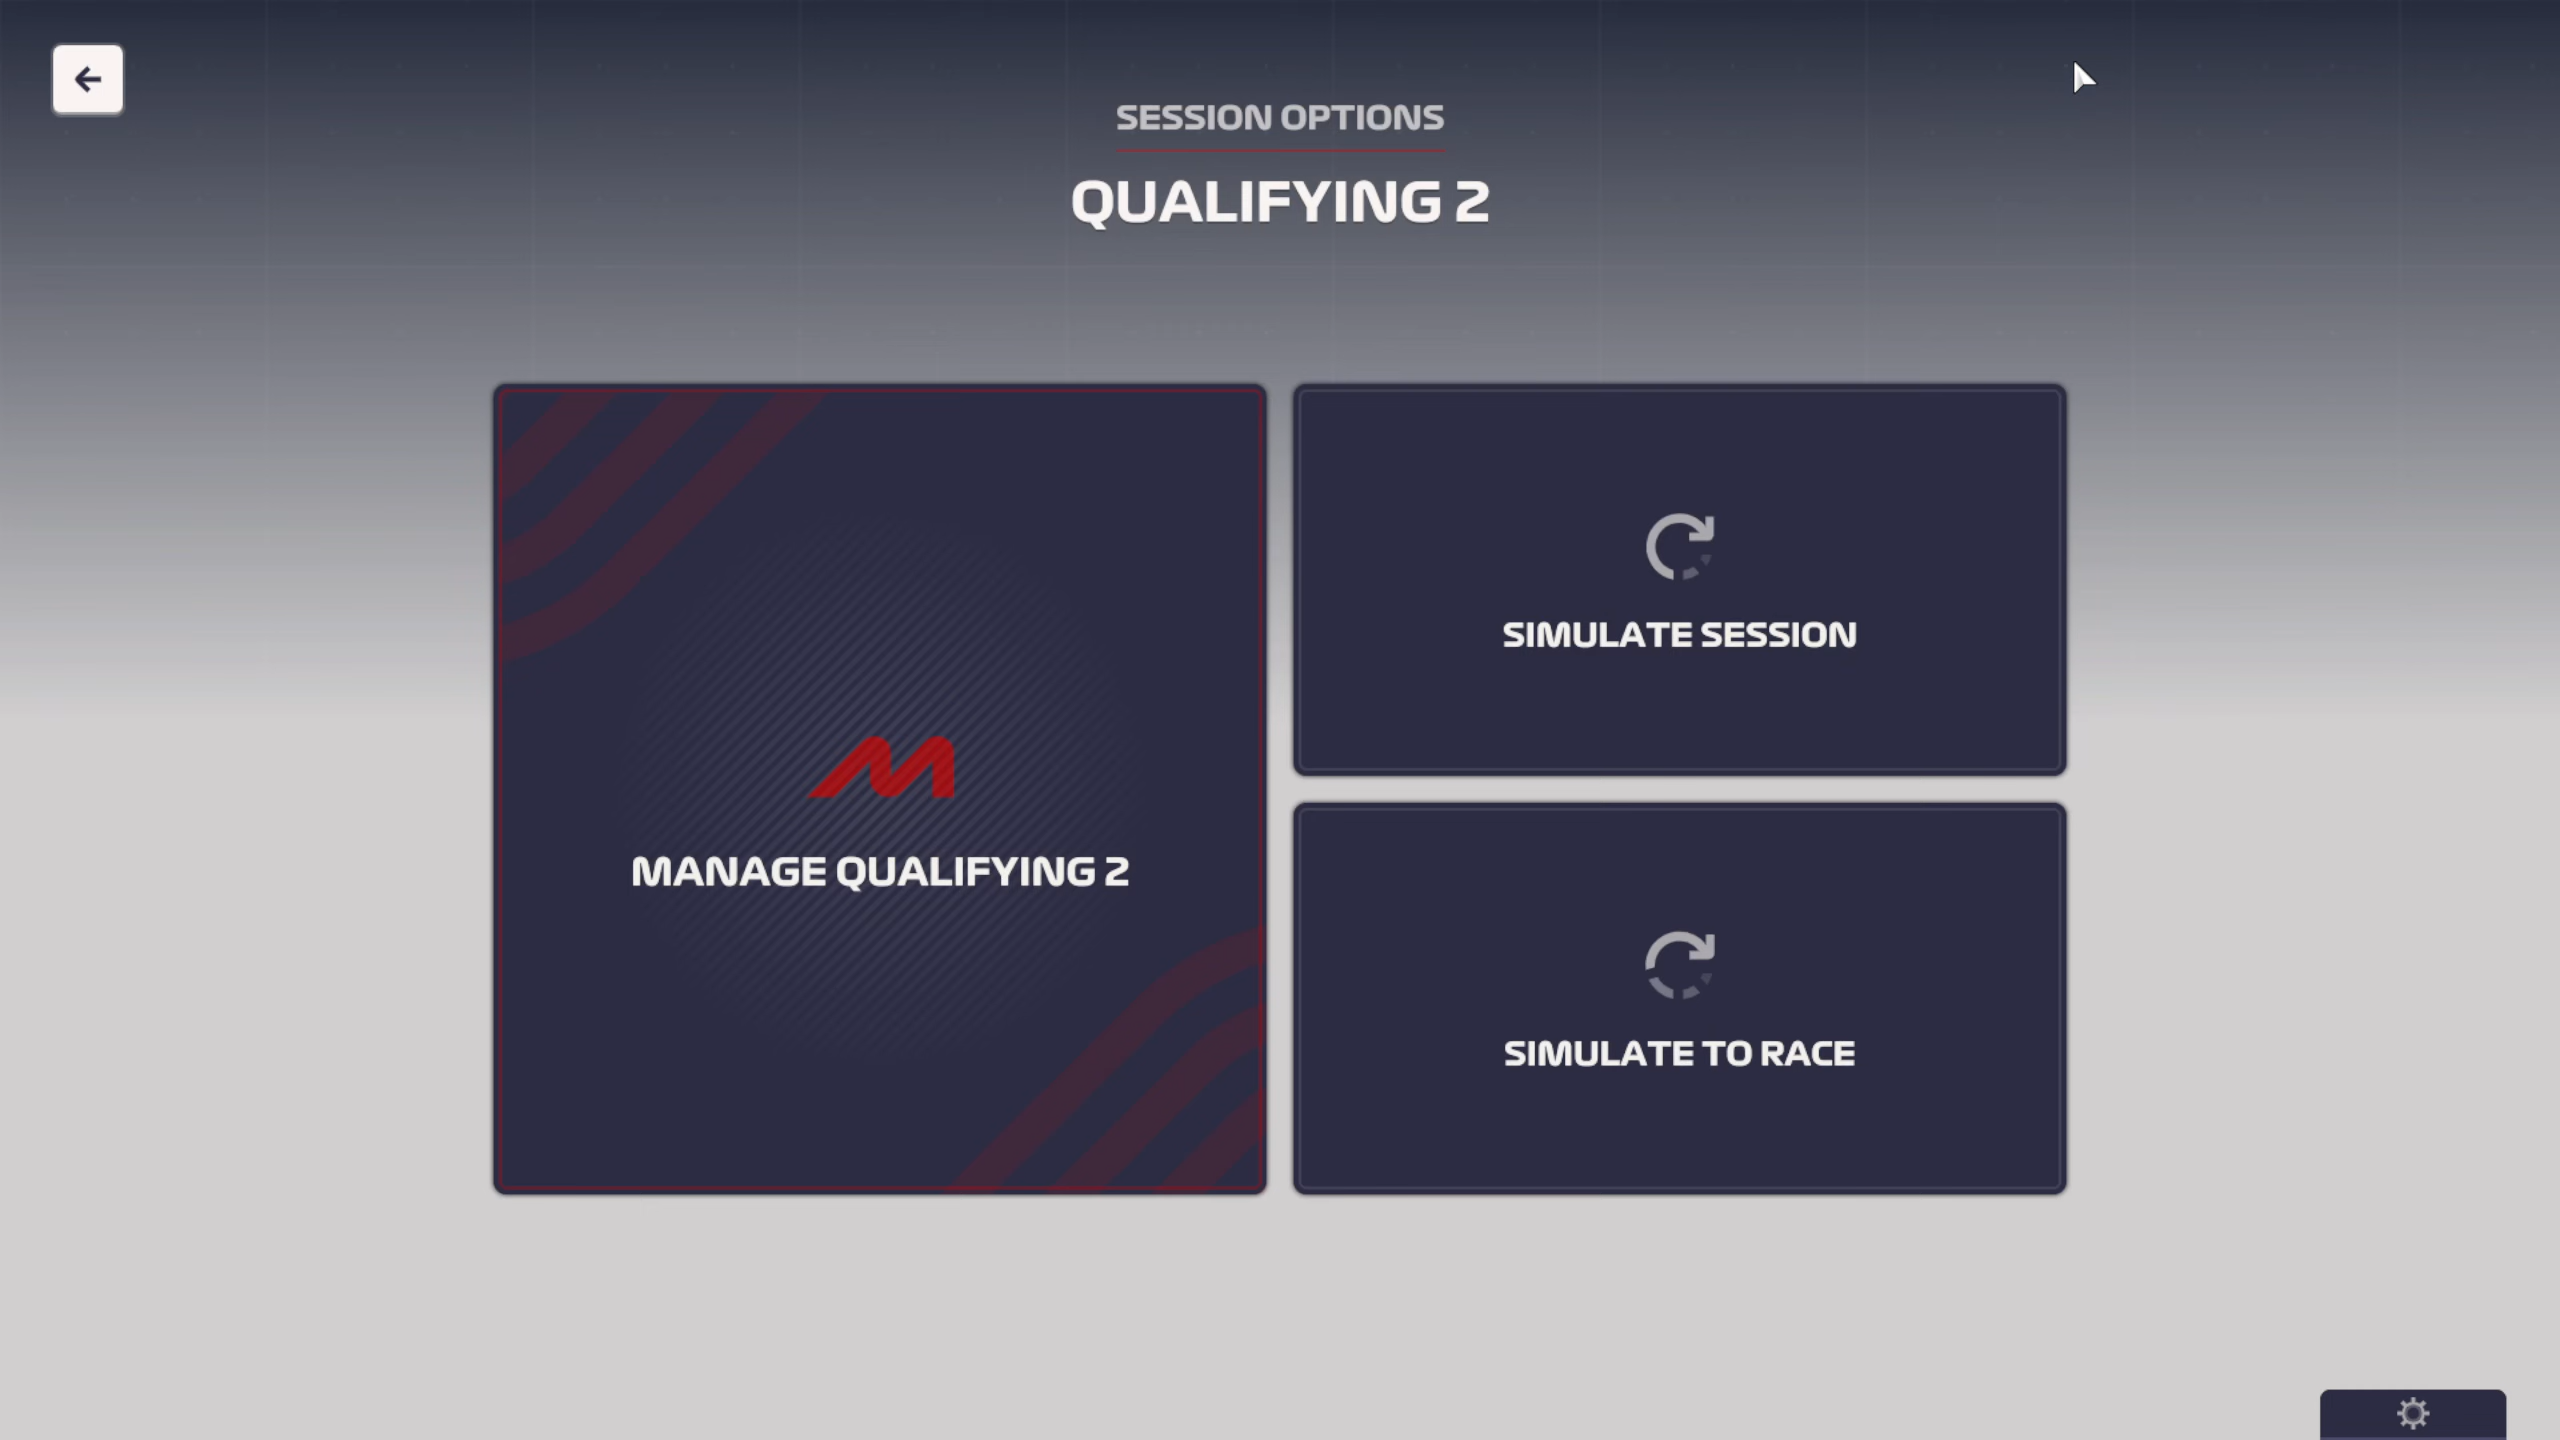 SESSION OPTIONS
QUALIFYING 2
MANAGE QUALIFYING 2
SIMULATE SESSION
SIMULATE TO RACE